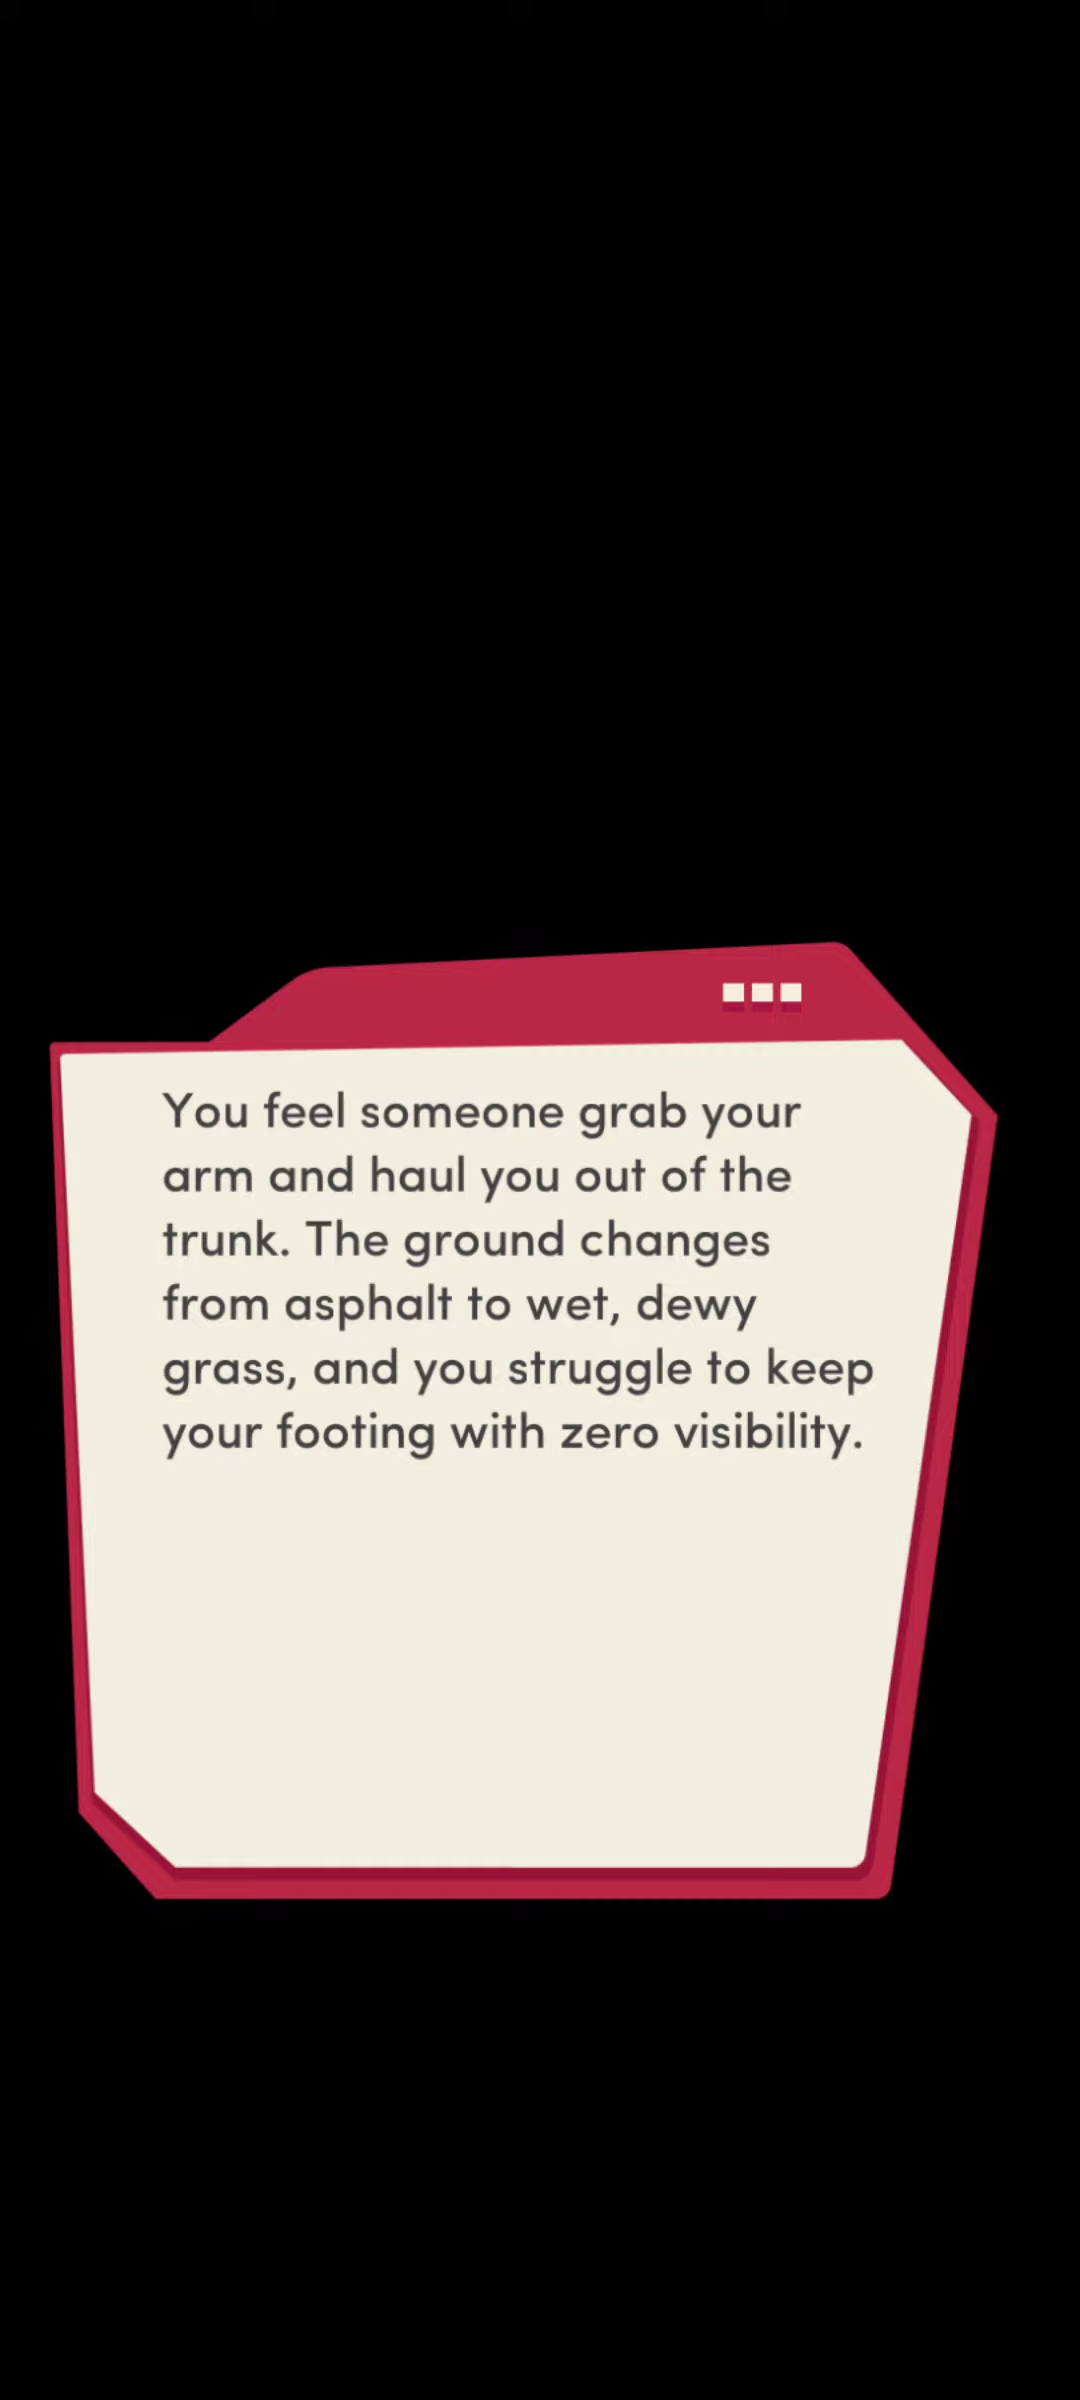 You feel someone grab your
arm and haul you out of the
trunk. The ground changes
from asphalt to wet, dewy
grass, and you struggle to keep
your footing with zero visibility.